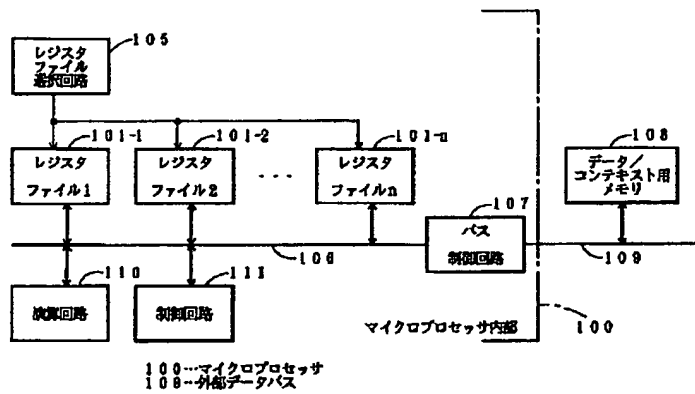 105
レジスタ
ファイル
選択回路
101-1
101-2
101-n
レジスタ
ファイル1
レジスタ
ファイル2
...
レジスタ
ファイルn
108
データ/
コンテキスト用
メモリ
107
バス
制御回路
106
109
110
演算回路
111
制御回路
マイクロプロセッサ内部
100
100…マイクロプロセッサ
109…外部データバス